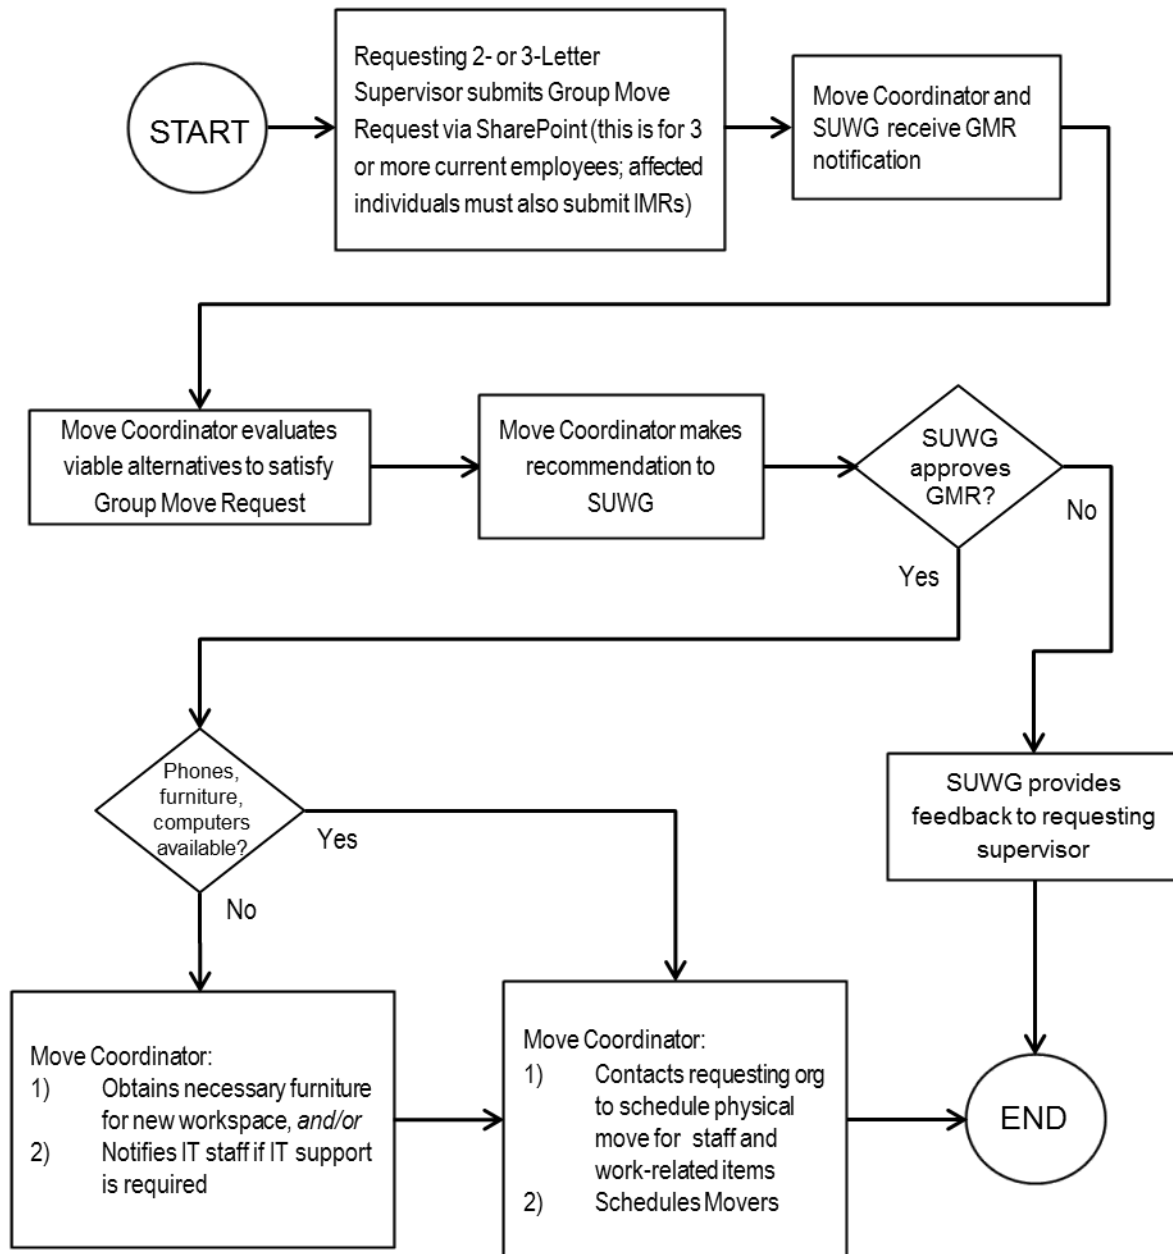 START
Requesting 2- or 3-Letter
Supervisor submits Group Move
Request via SharePoint (this is for 3
or more current employees; affected
individuals must also submit IMRs)
Move Coordinator and
SUWG receive GMR
notification
Move Coordinator evaluates
viable alternatives to satisfy
Group Move Request
Move Coordinator makes
recommendation to
SUWG
SUWG
approves
GMR?
No
Yes
Phones,
furniture,
computers
available?
Yes
No
SUWG provides
feedback to requesting
supervisor
Move Coordinator:
1) Obtains necessary furniture
for new workspace, and/or
2) Notifies IT staff if IT support
is required
Move Coordinator:
1) Contacts requesting org
to schedule physical
move for staff and
work-related items
2) Schedules Movers
END